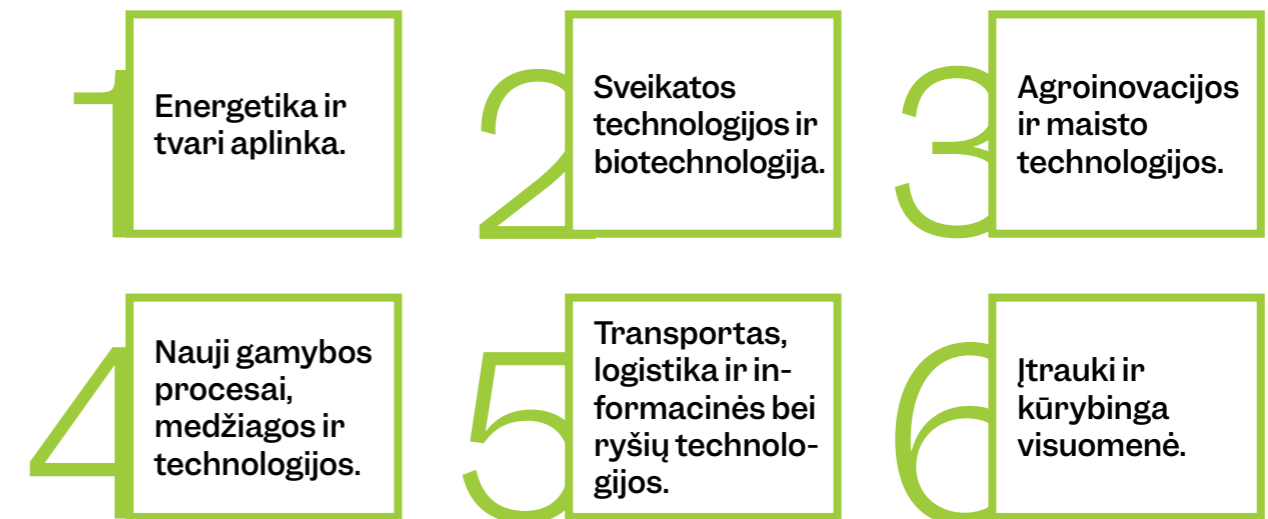 1
Energetika ir
tvari aplinka.
2
Sveikatos
technologijos ir
biotechnologija.
3
Agroinovacijos
ir maisto
technologijos.
4
Nauji gamybos
procesai,
medžiagos ir
technologijos.
5
Transportas,
logistika ir in-
formacinės bei
ryšių technolo-
gijos.
6
Įtrauki ir
kūrybinga
visuomenė.